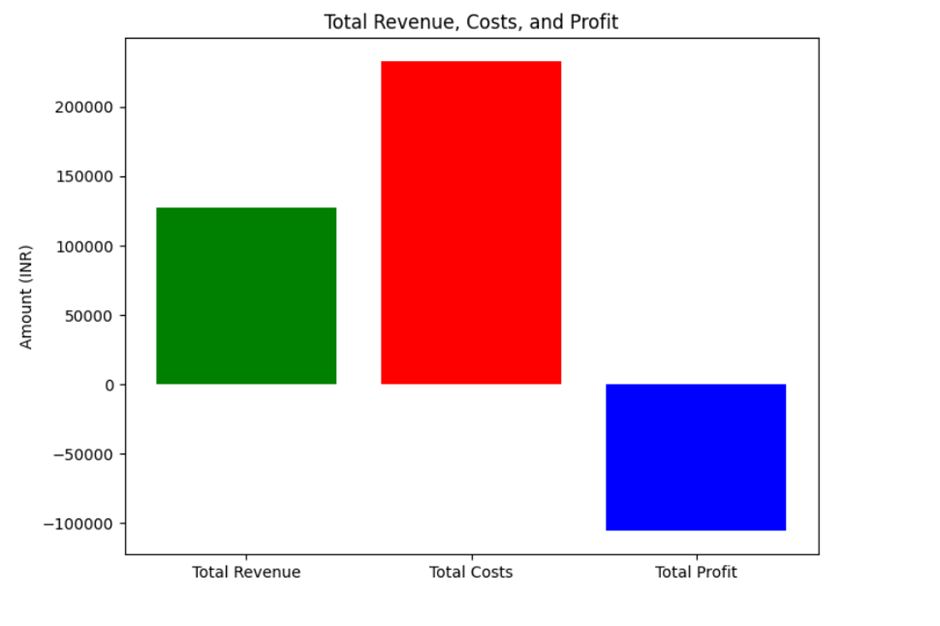 Total Revenue, Costs, and Profit
Amount (INR)
200000
150000
100000
50000
0
−50000
−100000
Total Revenue Total Costs Total Profit